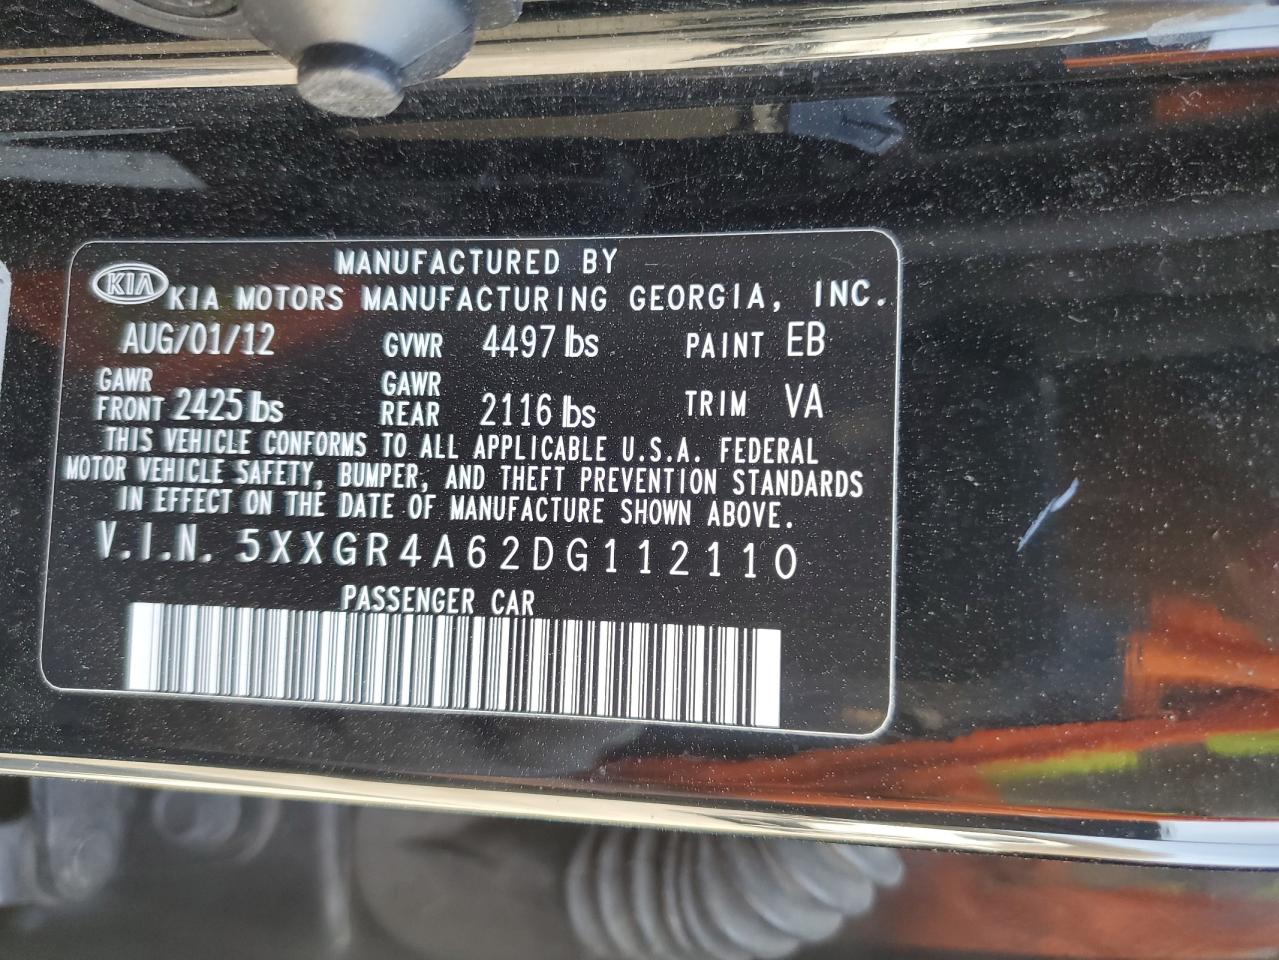 MANUFACTURED BY
KIA KIA MOTORS MANUFACTURING GEORGIA, INC.
AUG/01/12 GVWR 4497 lbs PAINT EB
GAWR FRONT 2425 lbs GAWR REAR 2116 lbs TRIM VA
THIS VEHICLE CONFORMS TO ALL APPLICABLE U.S.A. FEDERAL
MOTOR VEHICLE SAFETY, BUMPER, AND THEFT PREVENTION STANDARDS
IN EFFECT ON THE DATE OF MANUFACTURE SHOWN ABOVE.
V.I.N. 5XXGR4A62DG112110
PASSENGER CAR